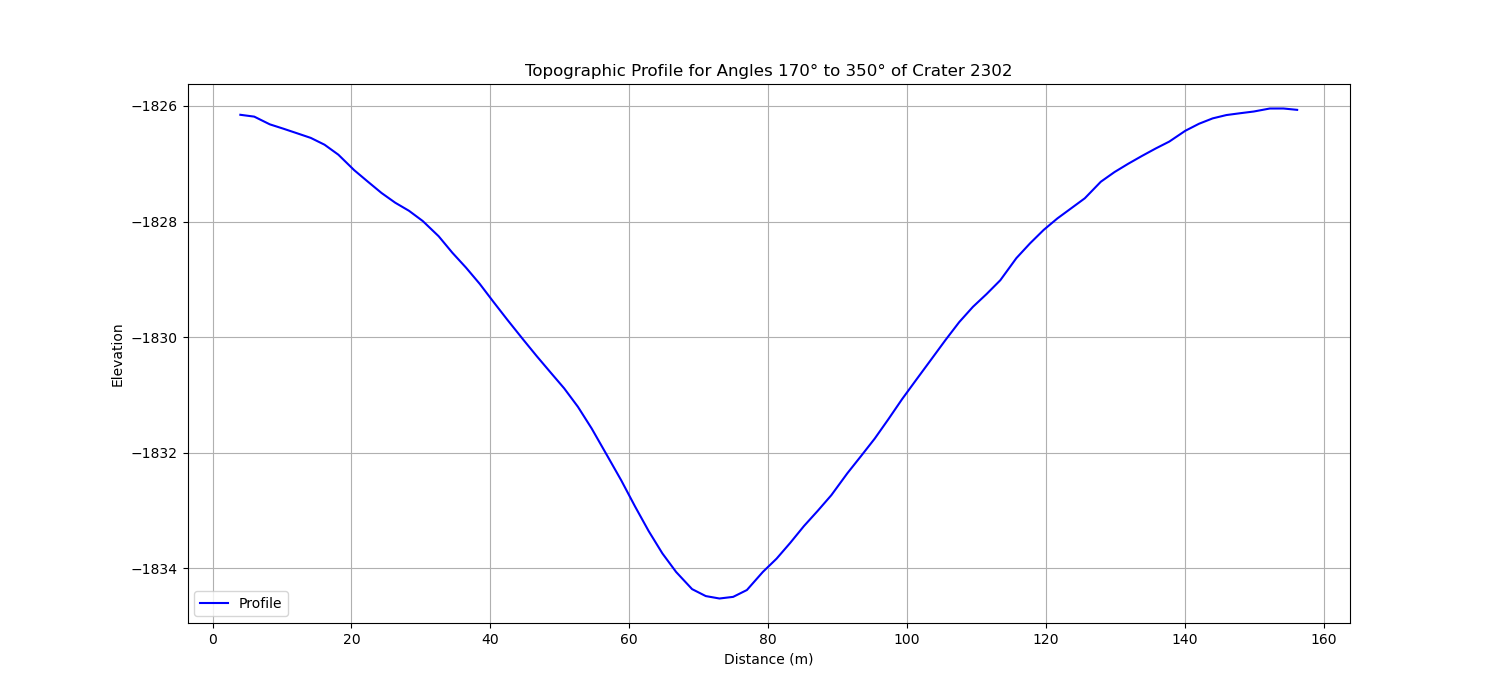 Topographic Profile for Angles 170° to 350° of Crater 2302
Elevation
−1826
−1828
−1830
−1832
−1834
Profile
0 20 40 60 80 100 120 140 160
Distance (m)